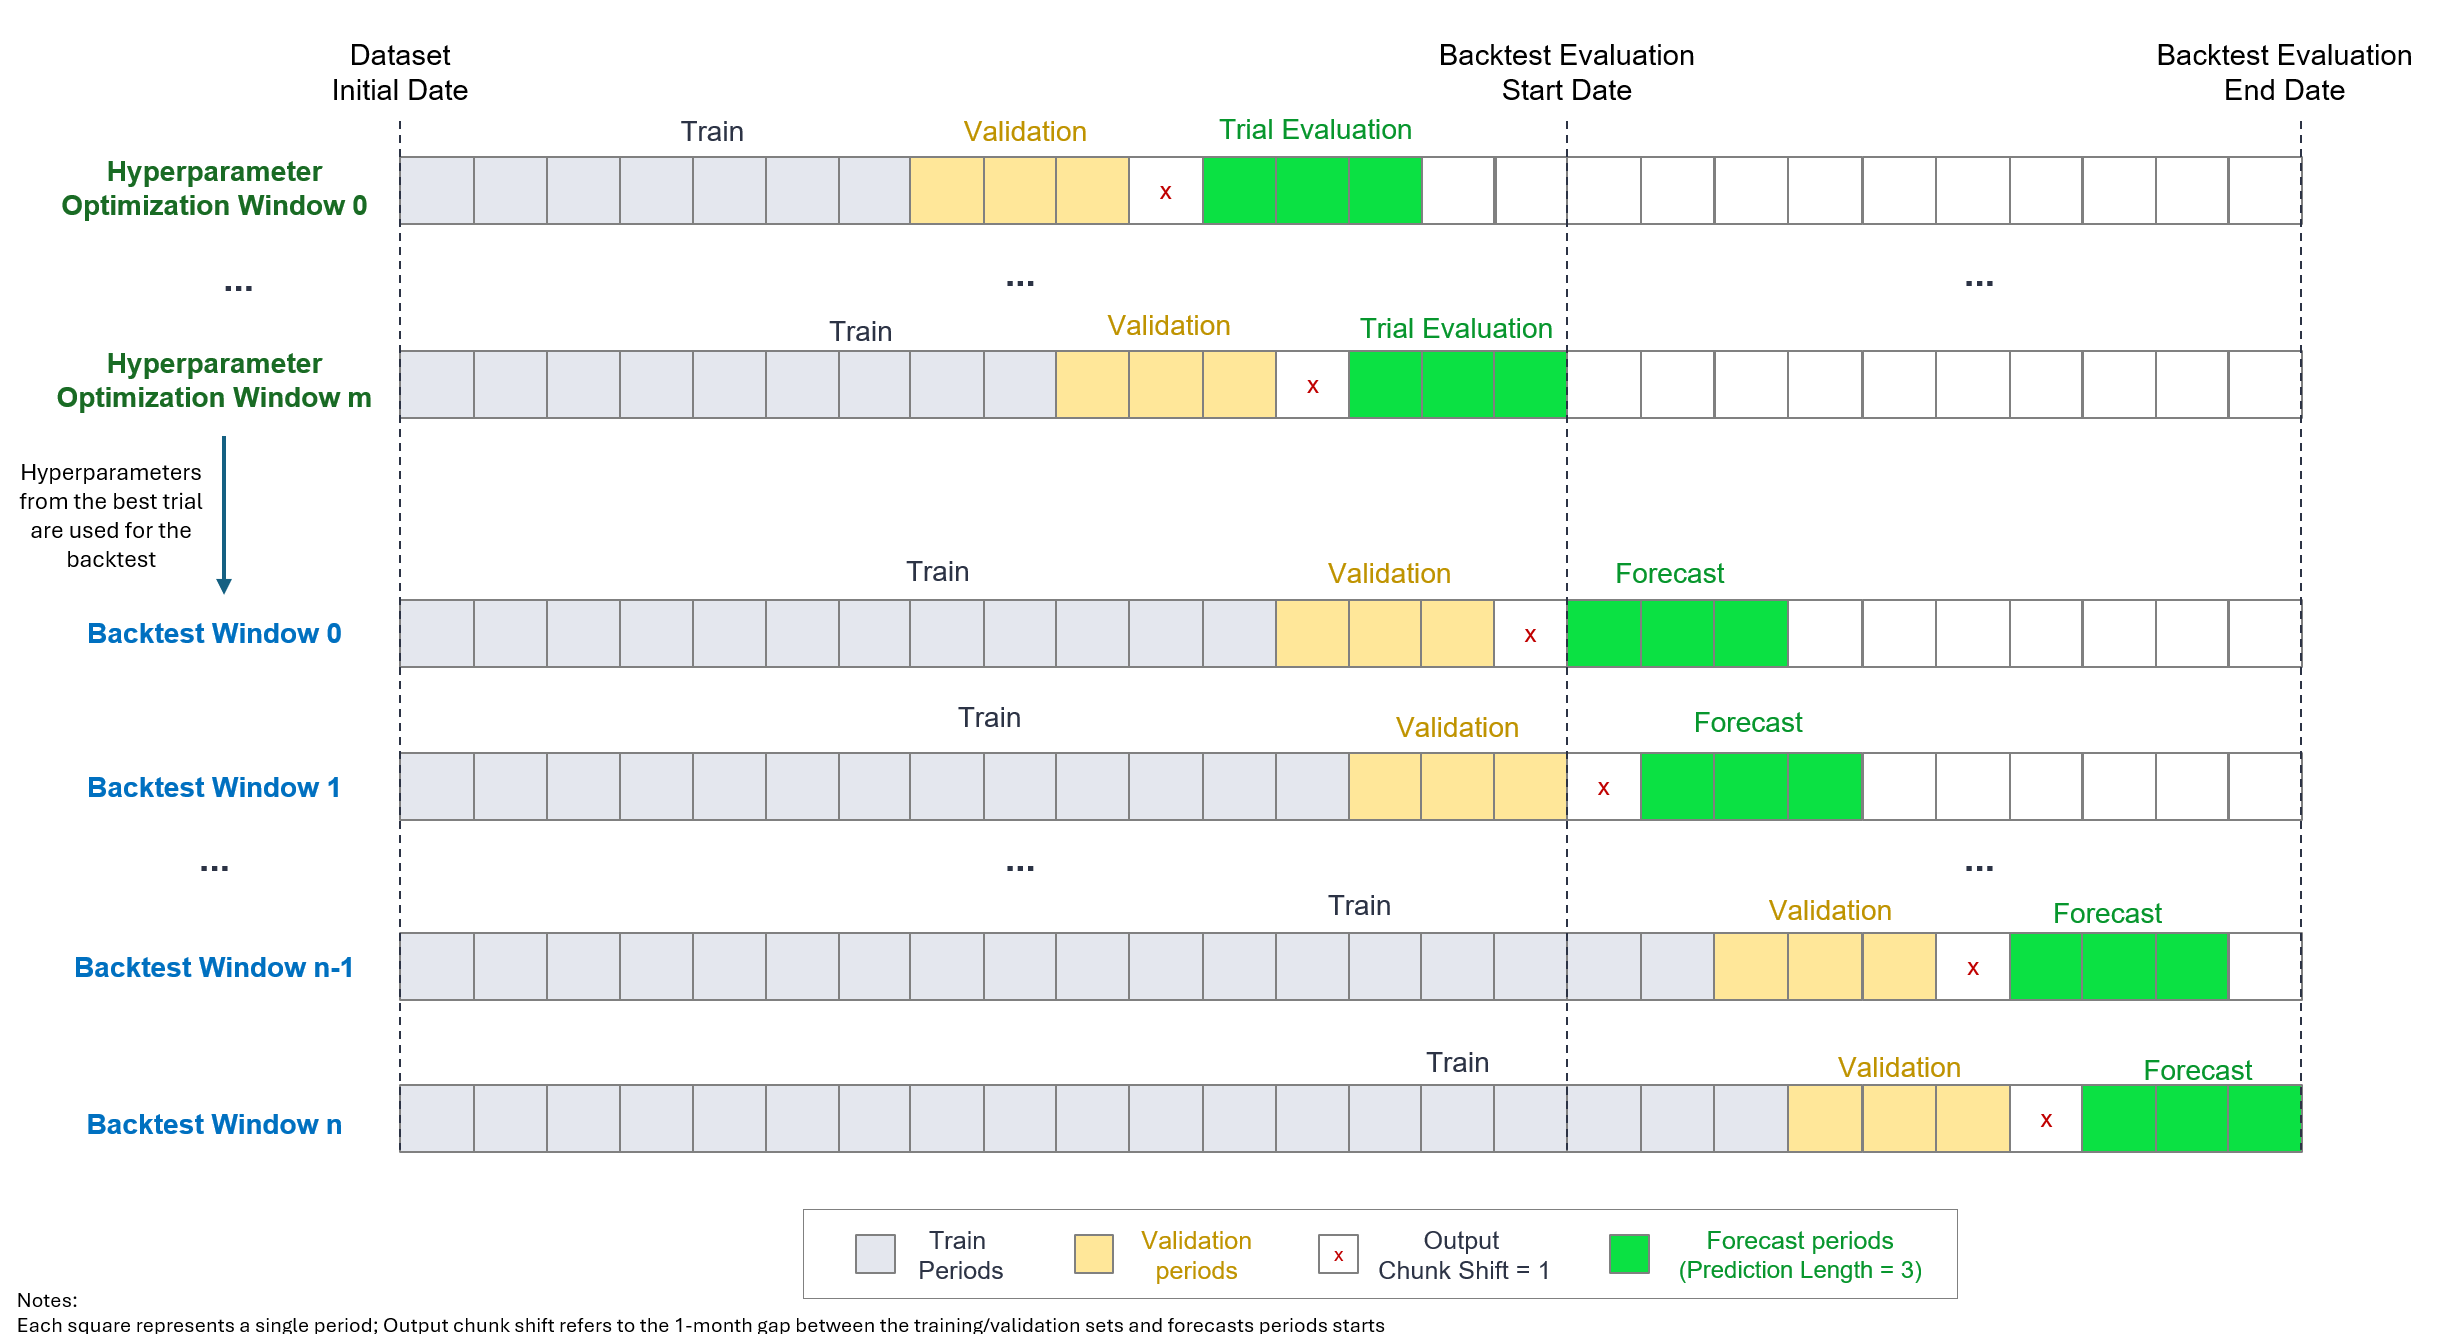 Dataset
Initial Date
Backtest Evaluation
Start Date
Backtest Evaluation
End Date
Train
Validation
Trial Evaluation
Hyperparameter
Optimization Window 0
x
...
...
...
Train
Validation
Trial Evaluation
Hyperparameter
Optimization Window m
x
Hyperparameters
from the best trial
are used for the
backtest
Train
Validation
Forecast
Backtest Window 0
x
Train
Validation
Forecast
Backtest Window 1
x
...
...
...
Train
Validation
Forecast
Backtest Window n-1
x
Train
Validation
Forecast
Backtest Window n
x
Train
Periods
Validation
periods
x
Output
Chunk Shift = 1
Forecast periods
(Prediction Length = 3)
Notes:
Each square represents a single period; Output chunk shift refers to the 1-month gap between the training/validation sets and forecasts periods starts